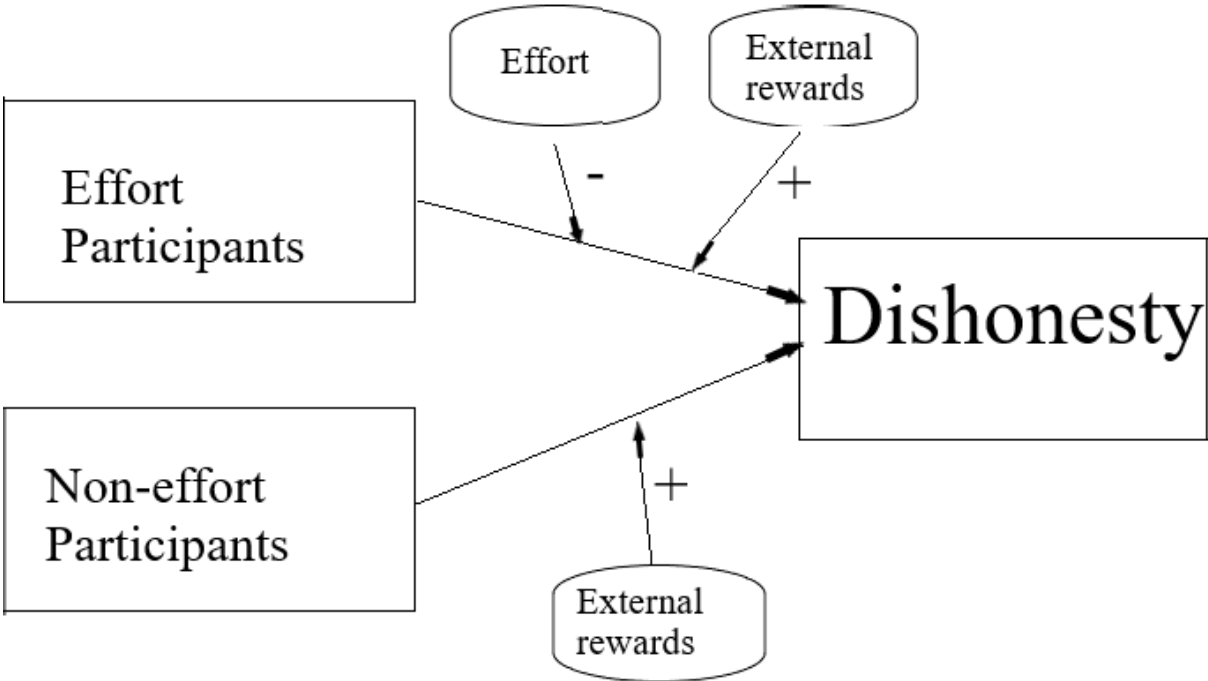 Effort
External
rewards
-
+
Effort
Participants
Dishonesty
Non-effort
Participants
+
External
rewards